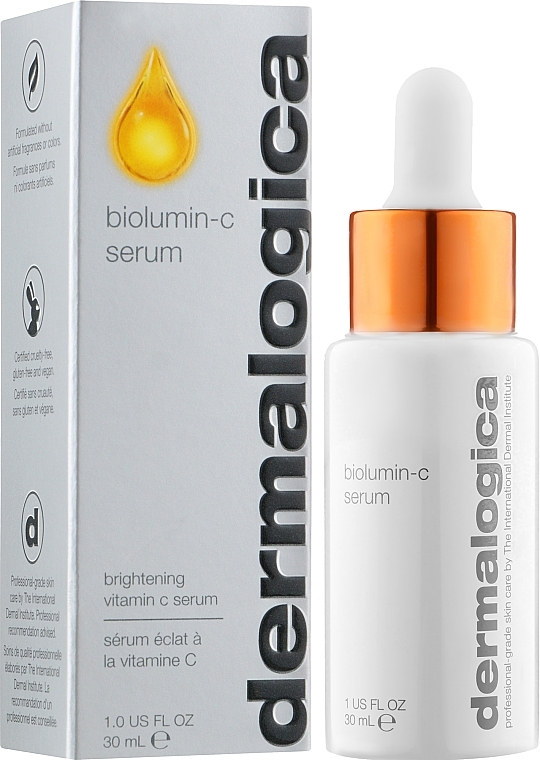 Formulated without
artificial fragrances or colors.
Formule sans parfums
ni colorants artificiels.
Certified cruelty-free,
gluten-free and vegan.
Certifié sans cruauté,
sans gluten et végane.
d
Professional-grade skin
care by The International
Dermal Institute. Professional
recommendation advised.
Soins de qualité professionnelle
élaborés par The International
Dermal Institute. La
recommandation d'un
professionnel est conseillée.
biolumin-c
serum
brightening
vitamin c serum
sérum éclat à
la vitamine C
1.0 US FL OZ
30 mL ℮
dermalogica
biolumin-c
serum
1 US FL OZ
30 mL ℮
dermalogica
professional-grade skin care by The International Dermal Institute